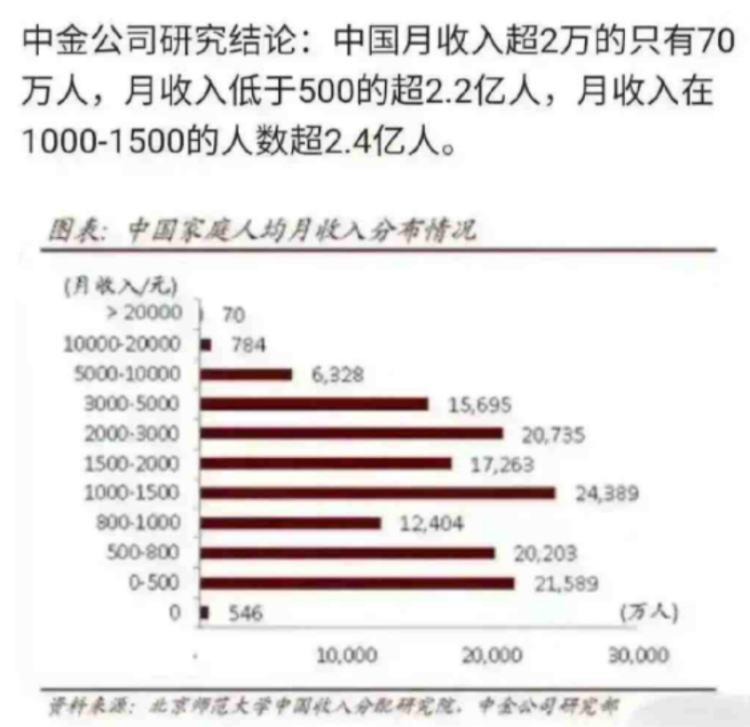 中金公司研究结论：中国月收入超2万的只有70
万人，月收入低于500的超2.2亿人，月收入在
1000-1500的人数超2.4亿人。
图表：中国家庭人均月收入分布情况
(月收入/元)
> 20000 70
10000-20000 784
5000-10000 6,328
3000-5000 15,695
2000-3000 20,735
1500-2000 17,263
1000-1500 24,389
800-1000 12,404
500-800 20,203
0-500 21,589
0 546
(万人)
- 10,000 20,000 30,000
资料来源：北京师范大学中国收入分配研究院，中金公司研究部